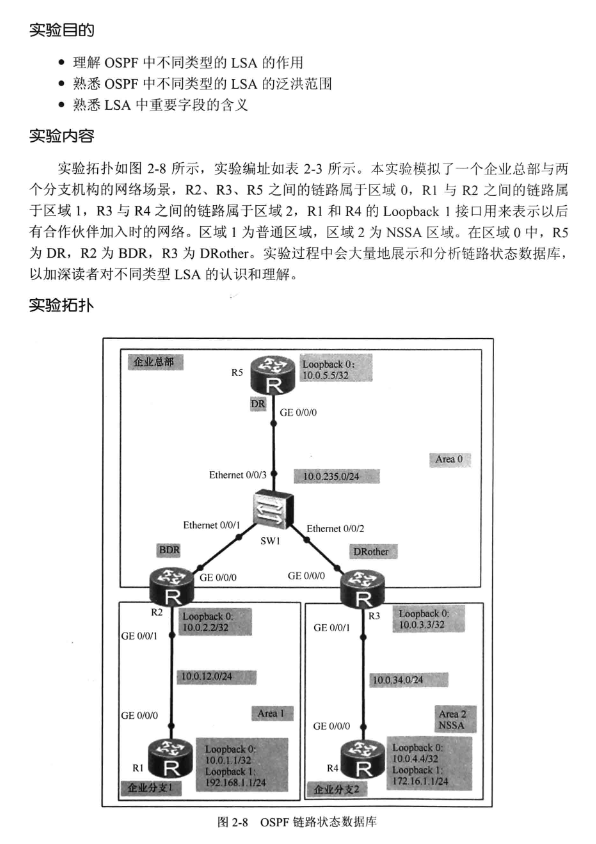 实验目的
● 理解 OSPF 中不同类型的 LSA 的作用
● 熟悉 OSPF 中不同类型的 LSA 的泛洪范围
● 熟悉 LSA 中重要字段的含义
实验内容
实验拓扑如图 2-8 所示，实验编址如表 2-3 所示。本实验模拟了一个企业总部与两
个分支机构的网络场景，R2、R3、R5 之间的链路属于区域 0，R1 与 R2 之间的链路属
于区域 1，R3 与 R4 之间的链路属于区域 2，R1 和 R4 的 Loopback 1 接口用来表示以后
有合作伙伴加入时的网络。区域 1 为普通区域，区域 2 为 NSSA 区域。在区域 0 中，R5
为 DR，R2 为 BDR，R3 为 DRother。实验过程中会大量地展示和分析链路状态数据库，
以加深读者对不同类型 LSA 的认识和理解。
实验拓扑
企业总部
R5
Loopback 0:
10.0.5.5/32
R
DR
GE 0/0/0
Area 0
Ethernet 0/0/3
10.0.235.0/24
Ethernet 0/0/1
Ethernet 0/0/2
SW1
BDR
DRother
GE 0/0/0
GE 0/0/0
R
R
R2
Loopback 0:
10.0.2.2/32
R3
Loopback 0:
10.0.3.3/32
GE 0/0/1
GE 0/0/1
10.0.12.0/24
10.0.34.0/24
GE 0/0/0
Area 1
GE 0/0/0
Area 2
NSSA
R1
R
Loopback 0:
10.0.1.1/32
Loopback 1:
192.168.1.1/24
R4
R
Loopback 0:
10.0.4.4/32
Loopback 1:
172.16.1.1/24
企业分支1
企业分支2
图 2-8 OSPF 链路状态数据库